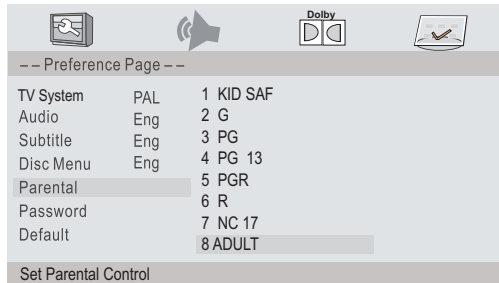 Dolby
-- Preference Page --
TV System PAL
Audio Eng
Subtitle Eng
Disc Menu Eng
Parental
Password
Default
1 KID SAF
2 G
3 PG
4 PG 13
5 PGR
6 R
7 NC 17
8 ADULT
Set Parental Control